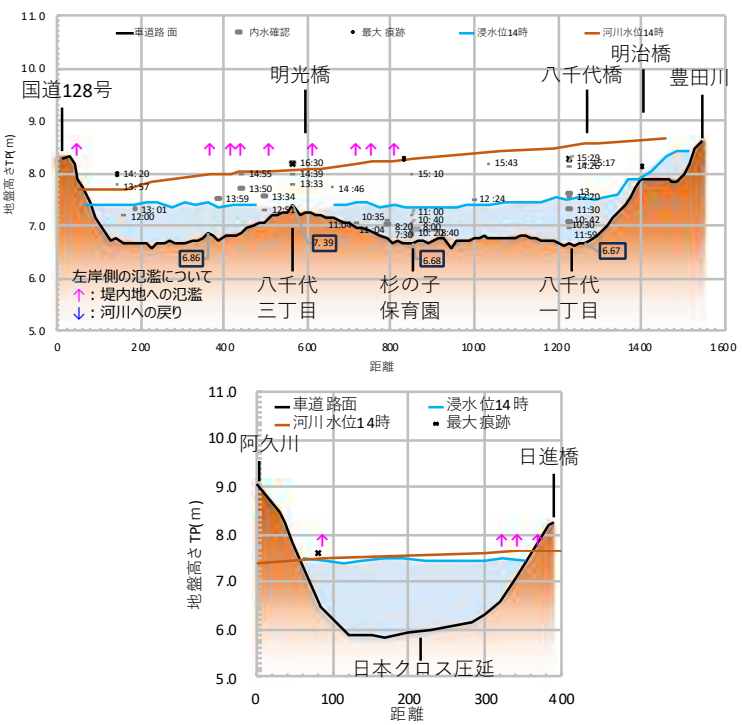 11.0
車道路面
内水確認
最大痕跡
浸水位14時
河川水位14時
10.0
国道128号
明光橋
八千代橋
明治橋
豊田川
9.0
8.0
7.0
6.0
5.0
地盤高さTP(m)
14:20
13:57
12:00
13:01
14:55
13:50
13:59
13:34
12:51
16:30
14:39
13:33
14:46
15:10
15:43
12:24
11:04
10:35
11:04
11:00
10:40
8:20
8:00
7:30
15:29
15:17
14:26
12:20
11:30
10:42
10:30
11:59
6.86
7.39
6.68
6.67
左岸側の氾濫について
↑：堤内地への氾濫
↓：河川への戻り
八千代
三丁目
杉の子
保育園
八千代
一丁目
0
200
400
600
800
1000
1200
1400
1600
距離
11.0
車道路面
浸水位14時
河川水位14時
最大痕跡
10.0
阿久川
日進橋
9.0
8.0
7.0
6.0
5.0
地盤高さTP(m)
日本クロス圧延
0
100
200
300
400
距離